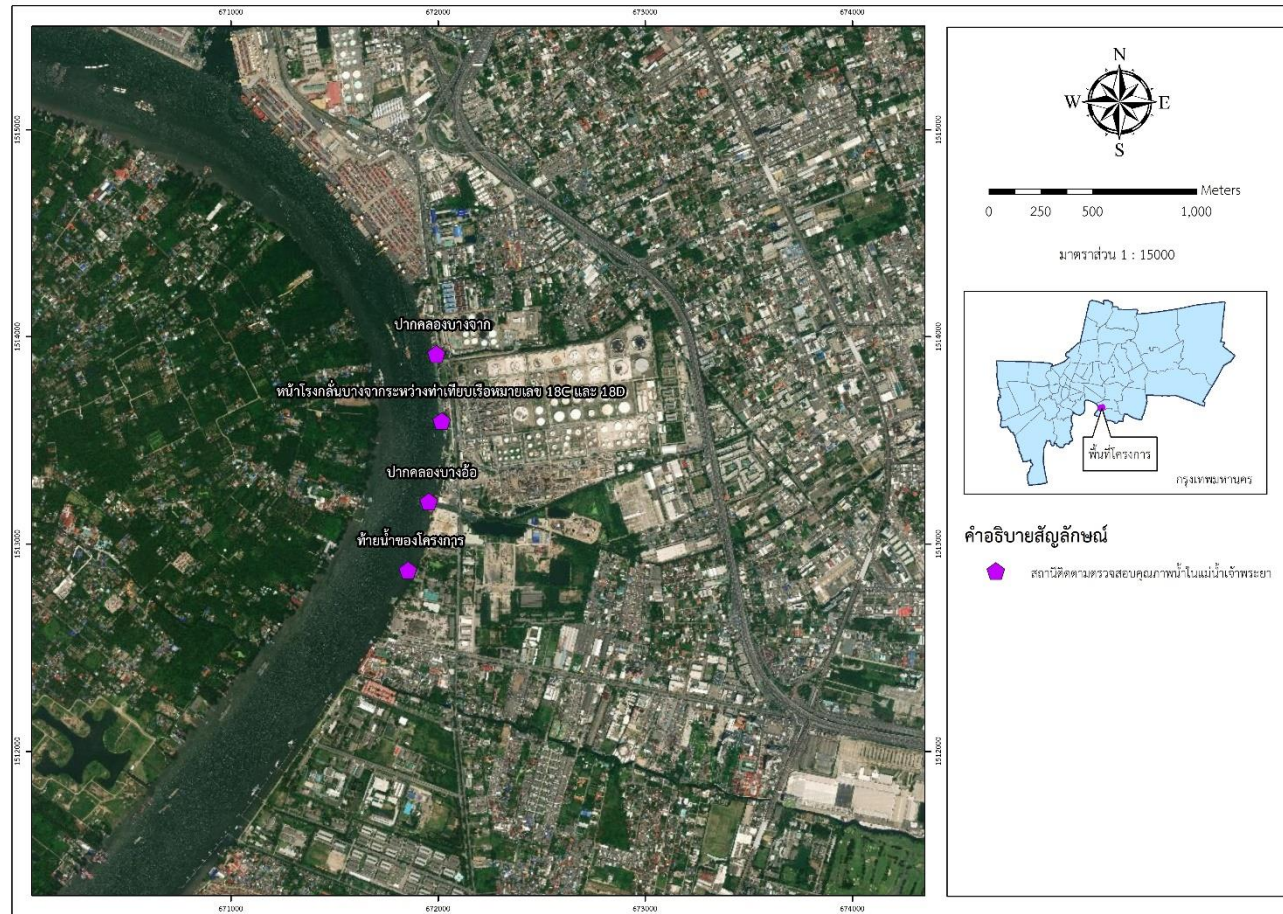 671000 672000 673000 674000
1515000 1515000
1514000 1514000
1513000 1513000
1512000 1512000
671000 672000 673000 674000
ปากคลองบางจาก
หน้าโรงกลั่นบางจากระหว่างท่าเทียบเรือหมายเลข 18C และ 18D
ปากคลองบางอ้อ
ท้ายน้ำของโครงการ
N
W E
S
Meters
0 250 500 1,000
มาตราส่วน 1 : 15000
พื้นที่โครงการ
กรุงเทพมหานคร
คำอธิบายสัญลักษณ์
สถานีติดตามตรวจสอบคุณภาพน้ำในแม่น้ำเจ้าพระยา